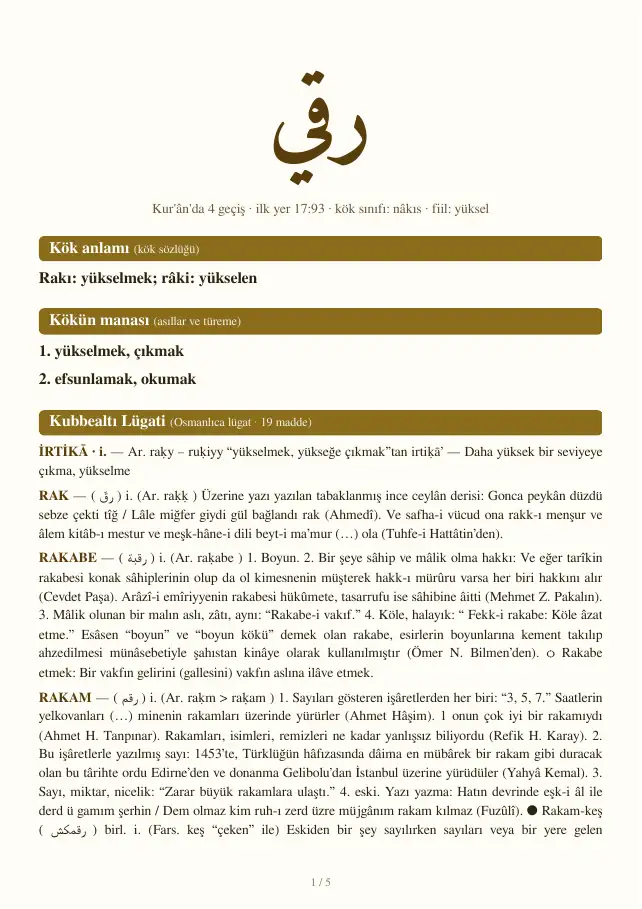 رقي
Kur'ân'da 4 geçiş · ilk yer 17:93 · kök sınıfı: nâkıs · fiil: yüksel
Kök anlamı (kök sözlüğü)
Rakı: yükselmek; râki: yükselen
Kökün manası (asıllar ve türeme)
1. yükselmek, çıkmak
2. efsunlamak, okumak
Kubbealtı Lügati (Osmanlıca lügat · 19 madde)
İRTİKĀ · i. — Ar. raḳy – ruḳiyy “yükselmek, yükseğe çıkmak”tan irtiḳā’ — Daha yüksek bir seviyeye
çıkma, yükselme
RAK — ( رقّ ) i. (Ar. raḳḳ ) Üzerine yazı yazılan tabaklanmış ince ceylân derisi: Gonca peykân düzdü
sebze çekti tîğ / Lâle miğfer giydi gül bağlandı rak (Ahmedî). Ve safha-i vücud ona rakk-ı menşur ve
âlem kitâb-ı mestur ve meşk-hâne-i dili beyt-i ma’mur (…) ola (Tuhfe-i Hattâtin’den).
RAKABE — ( رقبة ) i. (Ar. raḳabe ) 1. Boyun. 2. Bir şeye sâhip ve mâlik olma hakkı: Ve eğer tarîkin
rakabesi konak sâhiplerinin olup da ol kimesnenin müşterek hakk-ı mürûru varsa her biri hakkını alır
(Cevdet Paşa). Arâzî-i emîriyyenin rakabesi hükûmete, tasarrufu ise sâhibine âitti (Mehmet Z. Pakalın).
3. Mâlik olunan bir malın aslı, zâtı, aynı: “Rakabe-i vakıf.” 4. Köle, halayık: “ Fekk-i rakabe: Köle âzat
etme.” Esâsen “boyun” ve “boyun kökü” demek olan rakabe, esirlerin boyunlarına kement takılıp
ahzedilmesi münâsebetiyle şahıstan kinâye olarak kullanılmıştır (Ömer N. Bilmen’den). ○ Rakabe
etmek: Bir vakfın gelirini (gallesini) vakfın aslına ilâve etmek.
RAKAM — ( رقم ) i. (Ar. raḳm > raḳam ) 1. Sayıları gösteren işâretlerden her biri: “3, 5, 7.” Saatlerin
yelkovanları (…) minenin rakamları üzerinde yürürler (Ahmet Hâşim). 1 onun çok iyi bir rakamıydı
(Ahmet H. Tanpınar). Rakamları, isimleri, remizleri ne kadar yanlışsız biliyordu (Refik H. Karay). 2.
Bu işâretlerle yazılmış sayı: 1453’te, Türklüğün hâfızasında dâima en mübârek bir rakam gibi duracak
olan bu târihte ordu Edirne’den ve donanma Gelibolu’dan İstanbul üzerine yürüdüler (Yahyâ Kemal). 3.
Sayı, miktar, nicelik: “Zarar büyük rakamlara ulaştı.” 4. eski. Yazı yazma: Hatın devrinde eşk-i âl ile
derd ü gamım şerhin / Dem olmaz kim ruh-ı zerd üzre müjgânım rakam kılmaz (Fuzûlî). ● Rakam-keş
( رقمكش ) birl. i. (Fars. keş “çeken” ile) Eskiden bir şey sayılırken sayıları veya bir yere gelen
1 / 5